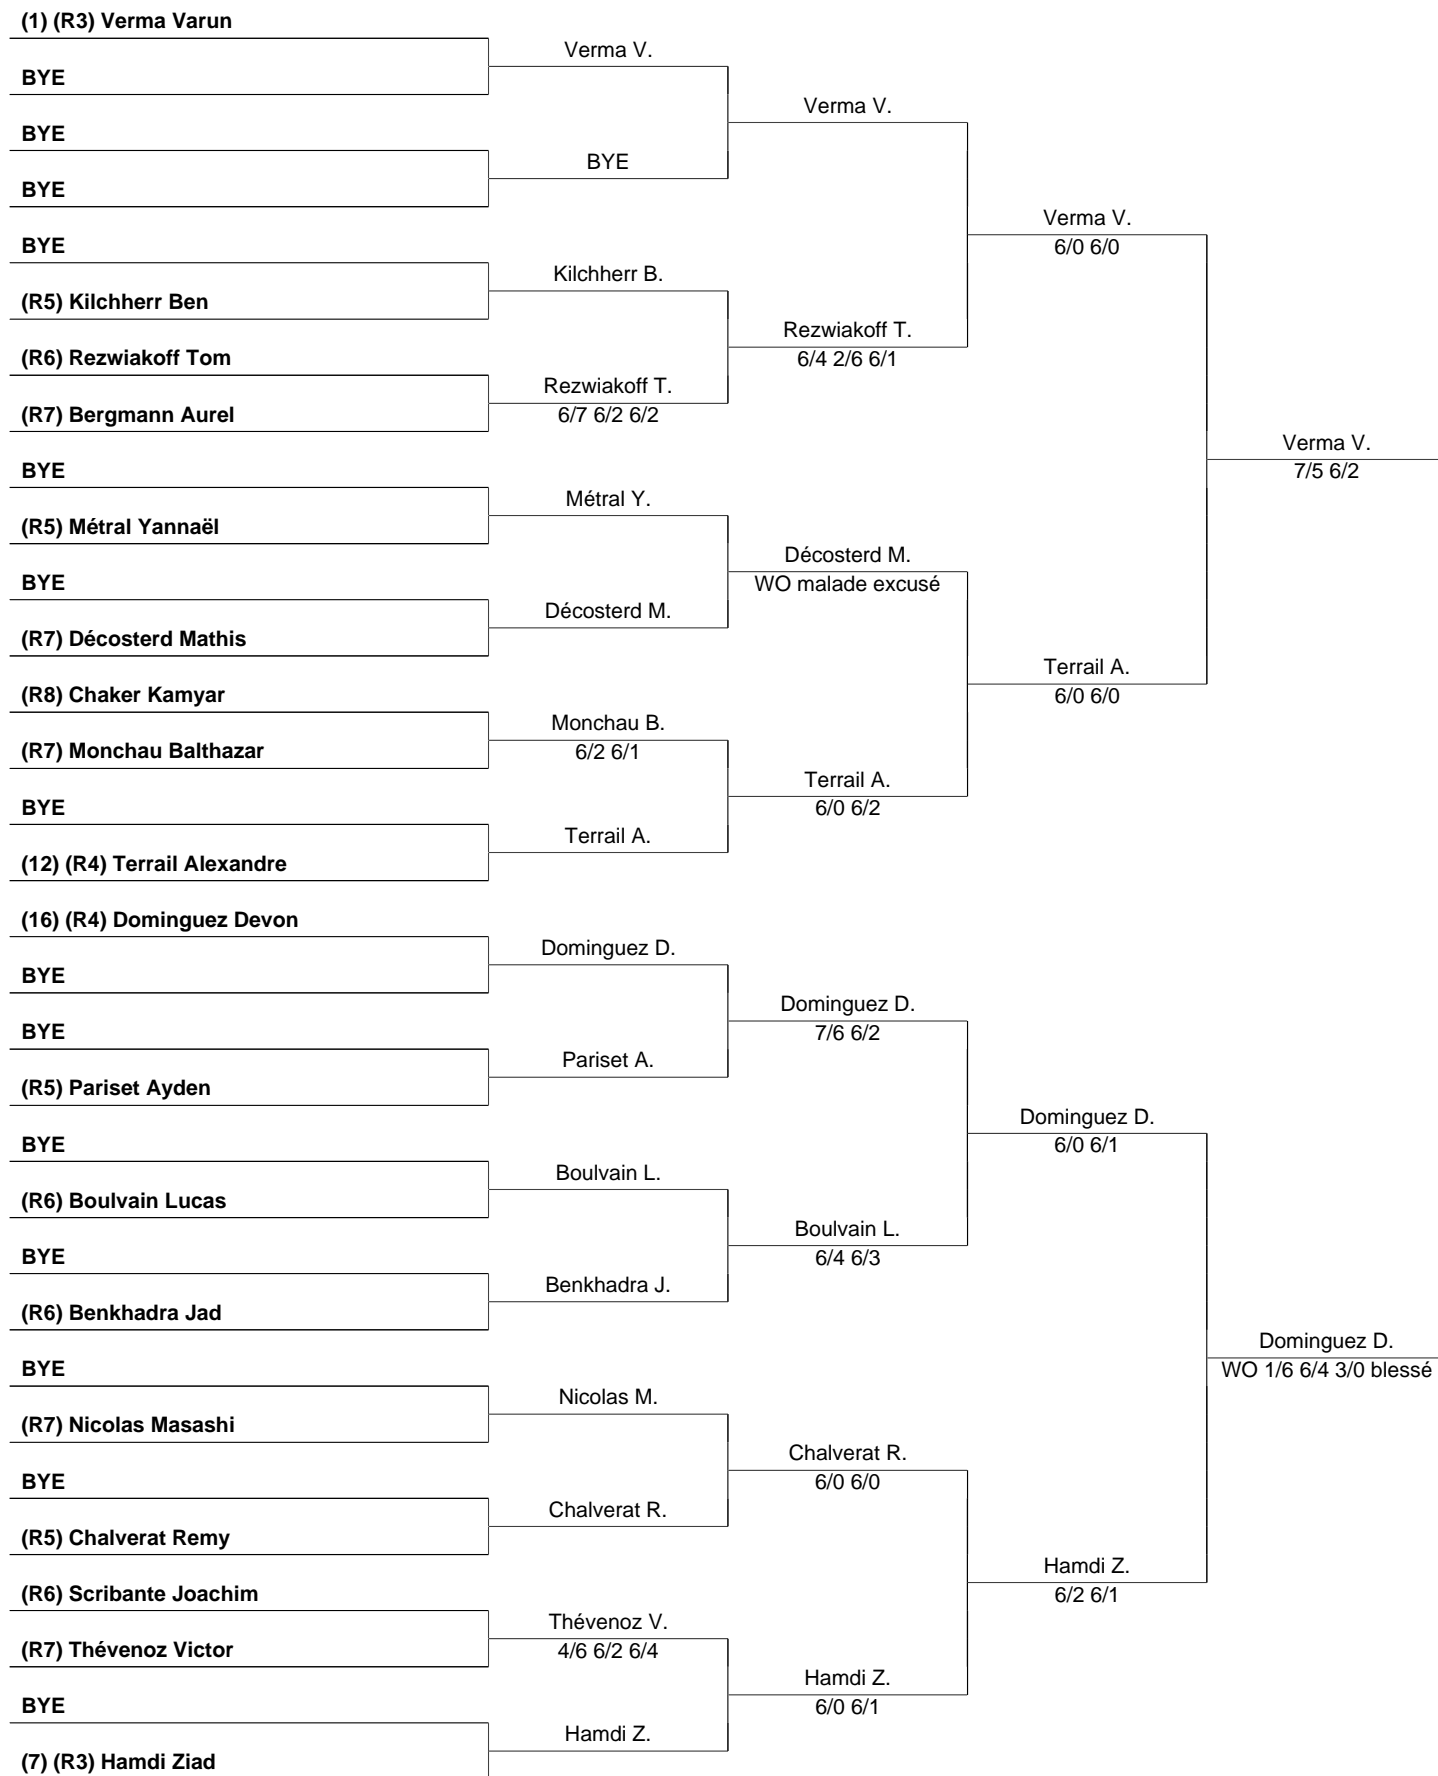 (1) (R3) Verma Varun
Verma V.
BYE
Verma V.
BYE
BYE
BYE
Verma V.
BYE
6/0 6/0
Kilchherr B.
(R5) Kilchherr Ben
Rezwiakoff T.
(R6) Rezwiakoff Tom
6/4 2/6 6/1
Rezwiakoff T.
(R7) Bergmann Aurel
6/7 6/2 6/2
Verma V.
BYE
7/5 6/2
Métral Y.
(R5) Métral Yannaël
Décosterd M.
BYE
WO malade excusé
Décosterd M.
(R7) Décosterd Mathis
Terrail A.
(R8) Chaker Kamyar
6/0 6/0
Monchau B.
(R7) Monchau Balthazar
6/2 6/1
Terrail A.
BYE
6/0 6/2
Terrail A.
(12) (R4) Terrail Alexandre
(16) (R4) Dominguez Devon
Dominguez D.
BYE
Dominguez D.
BYE
7/6 6/2
Pariset A.
(R5) Pariset Ayden
Dominguez D.
BYE
6/0 6/1
Boulvain L.
(R6) Boulvain Lucas
Boulvain L.
BYE
6/4 6/3
Benkhadra J.
(R6) Benkhadra Jad
Dominguez D.
BYE
WO 1/6 6/4 3/0 blessé
Nicolas M.
(R7) Nicolas Masashi
Chalverat R.
BYE
6/0 6/0
Chalverat R.
(R5) Chalverat Remy
Hamdi Z.
(R6) Scribante Joachim
6/2 6/1
Thévenoz V.
(R7) Thévenoz Victor
4/6 6/2 6/4
Hamdi Z.
BYE
6/0 6/1
Hamdi Z.
(7) (R3) Hamdi Ziad